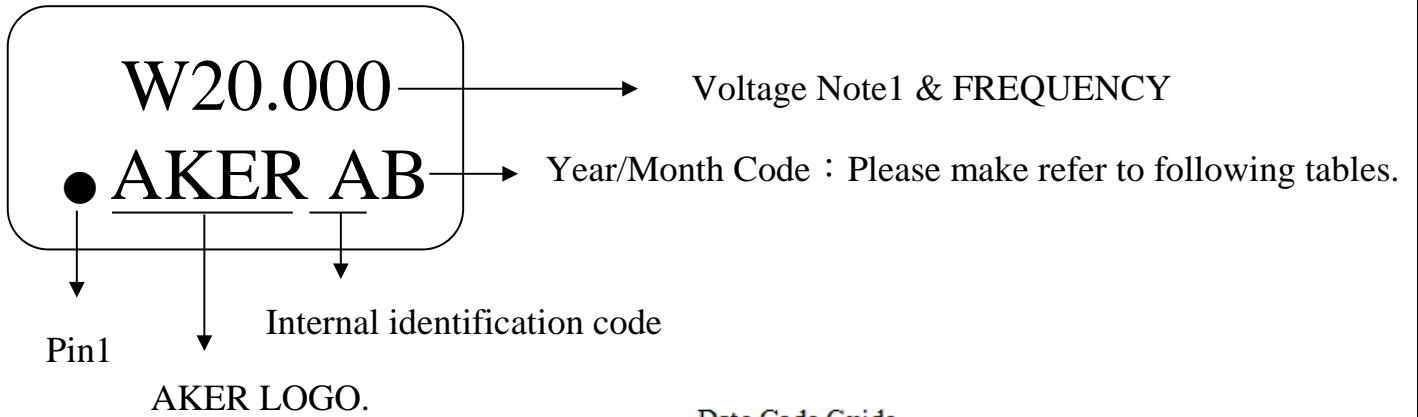 W20.000
Voltage Note1 & FREQUENCY
AKER AB
Year/Month Code：Please make refer to following tables.
Internal identification code
Pin1
AKER LOGO.
Date Code Guide